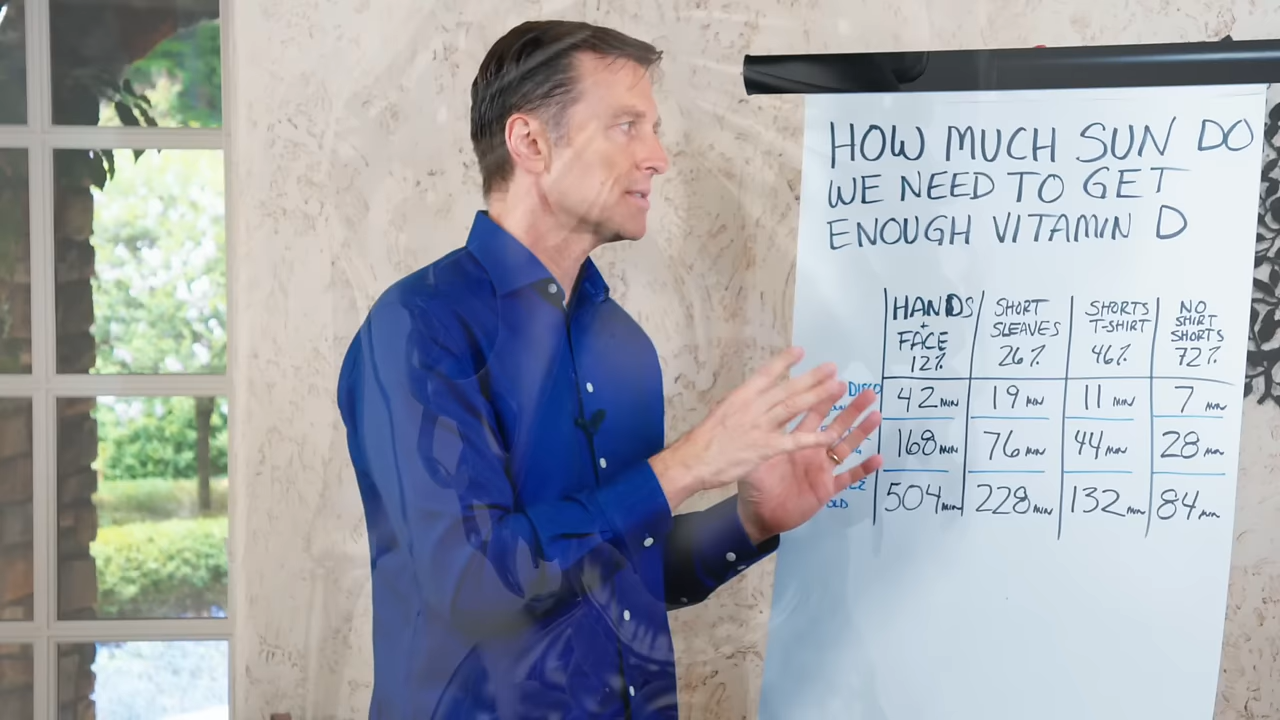 HOW MUCH SUN DO
WE NEED TO GET
ENOUGH VITAMIN D
HANDS + FACE 12%
SHORT SLEAVES 26%
SHORTS T-SHIRT 46%
NO SHIRT SHORTS 72%
42 MIN 19 MIN 11 MIN 7 MIN
168 MIN 76 MIN 44 MIN 28 MIN
504 MIN 228 MIN 132 MIN 84 MIN